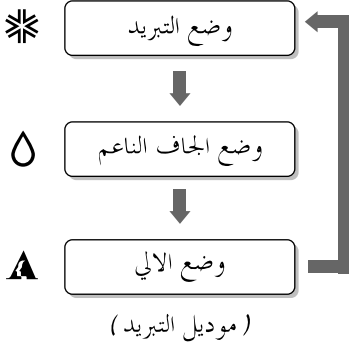 وضع التبريد
وضع الجاف الناعم
وضع الالي
( موديل التبريد )